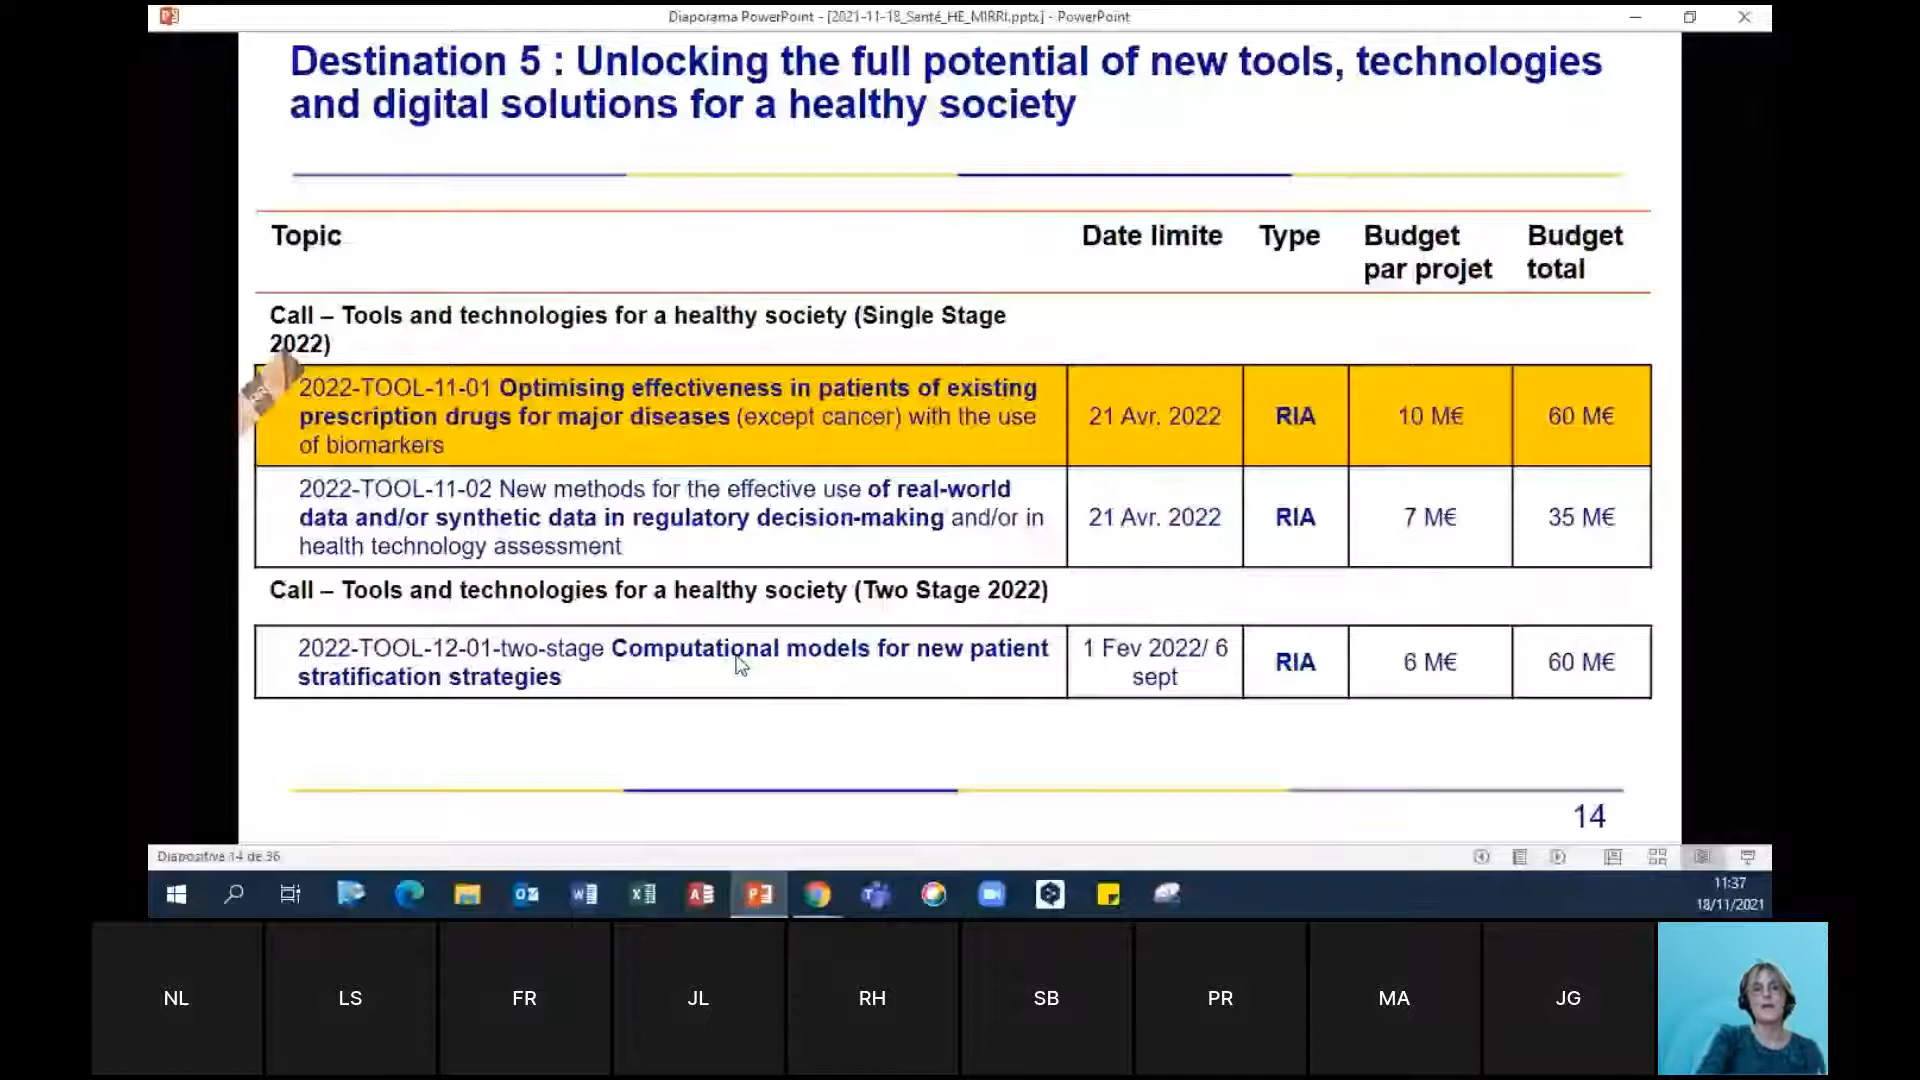 Diaporama PowerPoint - [2021-11-18_Santé_HE_MIRRI.pptx] - PowerPoint
Destination 5 : Unlocking the full potential of new tools, technologies
and digital solutions for a healthy society
Topic
Date limite
Type
Budget
par projet
Budget
total
Call – Tools and technologies for a healthy society (Single Stage
2022)
2022-TOOL-11-01 Optimising effectiveness in patients of existing
prescription drugs for major diseases (except cancer) with the use
of biomarkers
21 Avr. 2022
RIA
10 M€
60 M€
2022-TOOL-11-02 New methods for the effective use of real-world
data and/or synthetic data in regulatory decision-making and/or in
health technology assessment
21 Avr. 2022
RIA
7 M€
35 M€
Call – Tools and technologies for a healthy society (Two Stage 2022)
2022-TOOL-12-01-two-stage Computational models for new patient
stratification strategies
1 Fev 2022/ 6
sept
RIA
6 M€
60 M€
14
Diapositiva 14 de 36
11:37
18/11/2021
NL
LS
FR
JL
RH
SB
PR
MA
JG